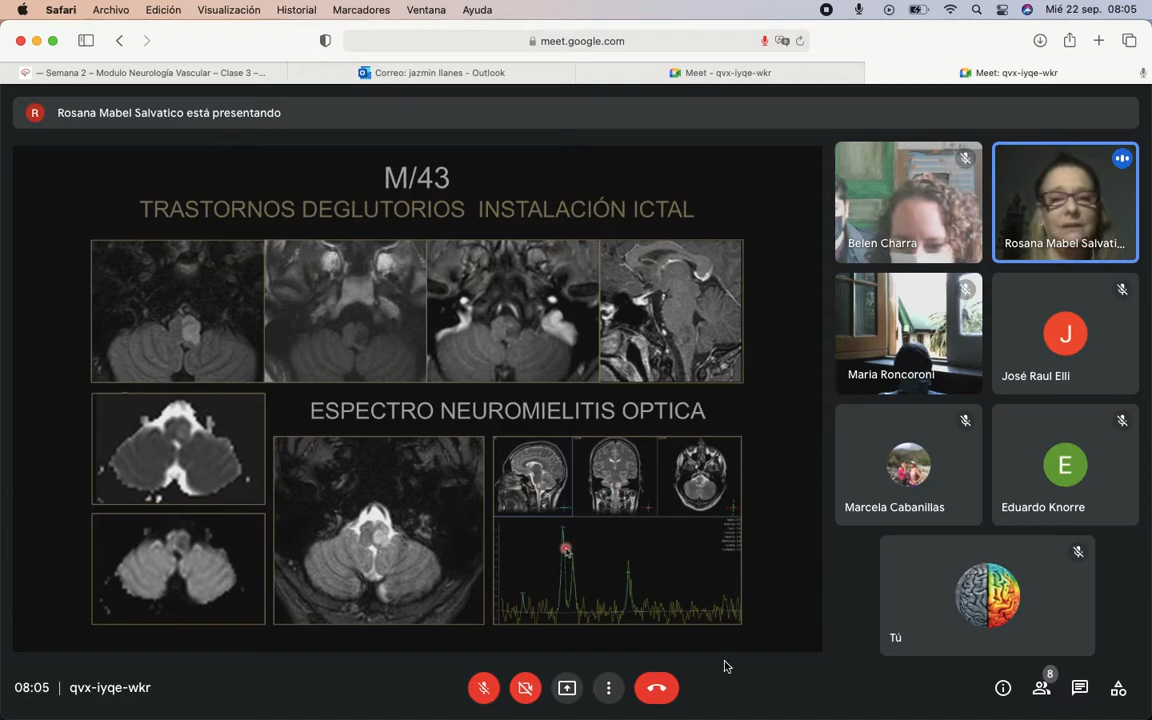 Safari Archivo Edición Visualización Historial Marcadores Ventana Ayuda Mié 22 sep. 08:05
meet.google.com
— Semana 2 – Modulo Neurología Vascular – Clase 3 –... Correo: jazmin llanes - Outlook Meet - qvx-iyqe-wkr Meet: qvx-iyqe-wkr
R Rosana Mabel Salvatico está presentando
M/43
TRASTORNOS DEGLUTORIOS INSTALACIÓN ICTAL
ESPECTRO NEUROMIELITIS OPTICA
Belen Charra
Rosana Mabel Salvati...
Maria Roncoroni
J
José Raul Elli
Marcela Cabanillas
E
Eduardo Knorre
Tú
08:05 | qvx-iyqe-wkr
8